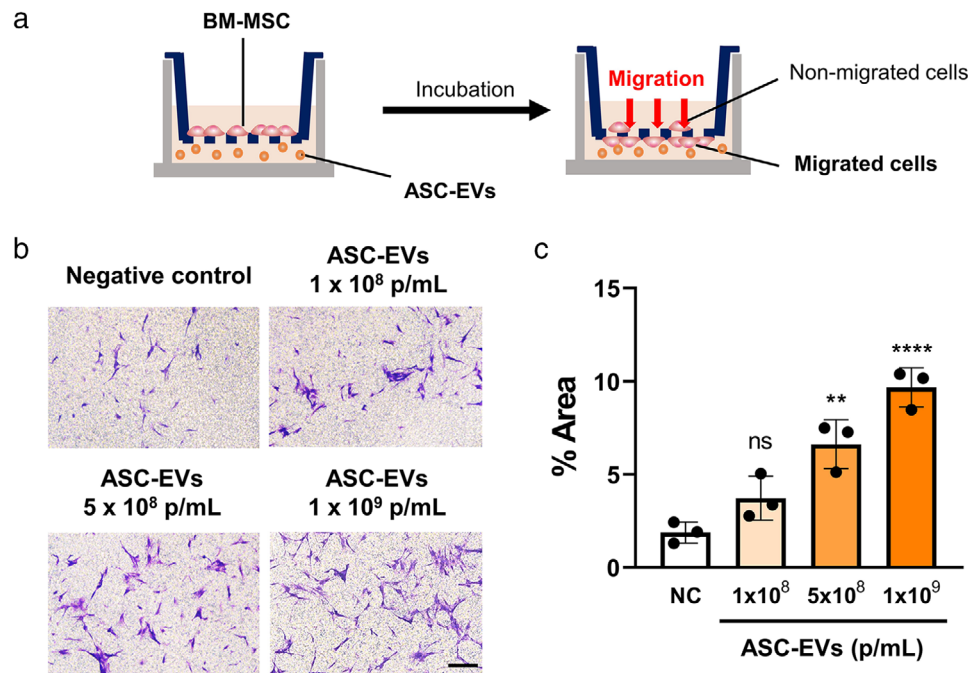 a
BM-MSC
ASC-EVs
Incubation
Migration
Non-migrated cells
Migrated cells
b
Negative control
ASC-EVs
1 x 10⁸ p/mL
ASC-EVs
5 x 10⁸ p/mL
ASC-EVs
1 x 10⁹ p/mL
c
% Area
15
10
5
0
ns
**
****
NC
1x10⁸
5x10⁸
1x10⁹
ASC-EVs (p/mL)